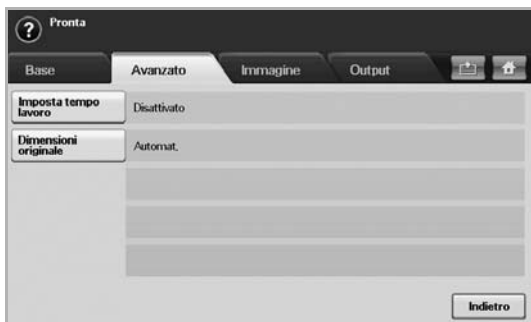 ?
Pronta
Base Avanzato Immagine Output
Imposta tempo
lavoro
Disattivato
Dimensioni
originale
Automat.
Indietro